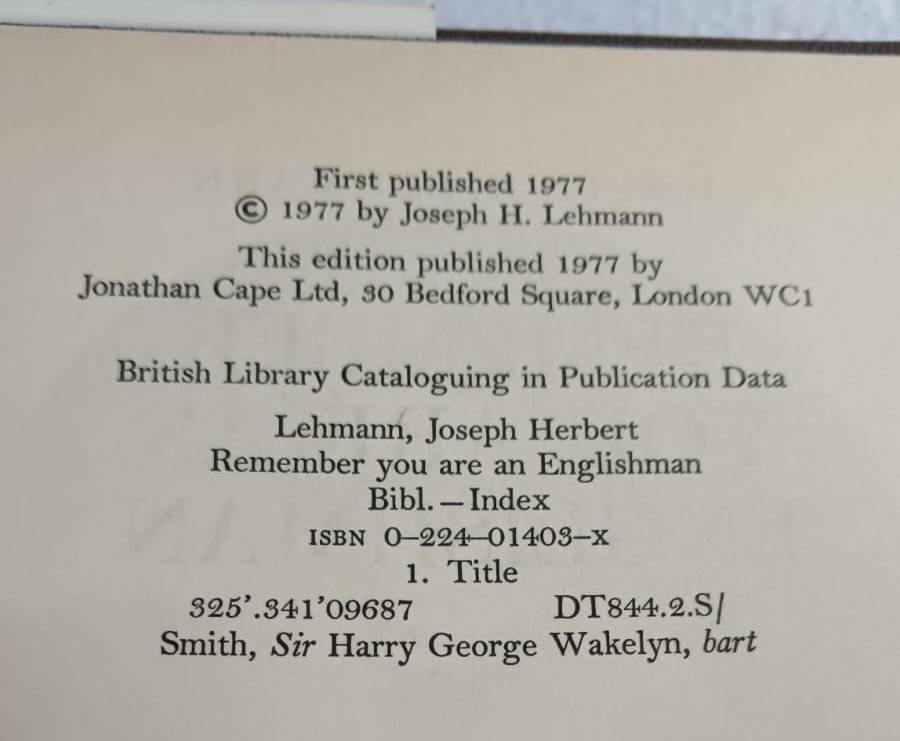 First published 1977
© 1977 by Joseph H. Lehmann
This edition published 1977 by
Jonathan Cape Ltd, 30 Bedford Square, London WC1
British Library Cataloguing in Publication Data
Lehmann, Joseph Herbert
Remember you are an Englishman
Bibl. — Index
ISBN 0–224–01403–X
1. Title
325'.341'09687 DT844.2.S/
Smith, Sir Harry George Wakelyn, bart